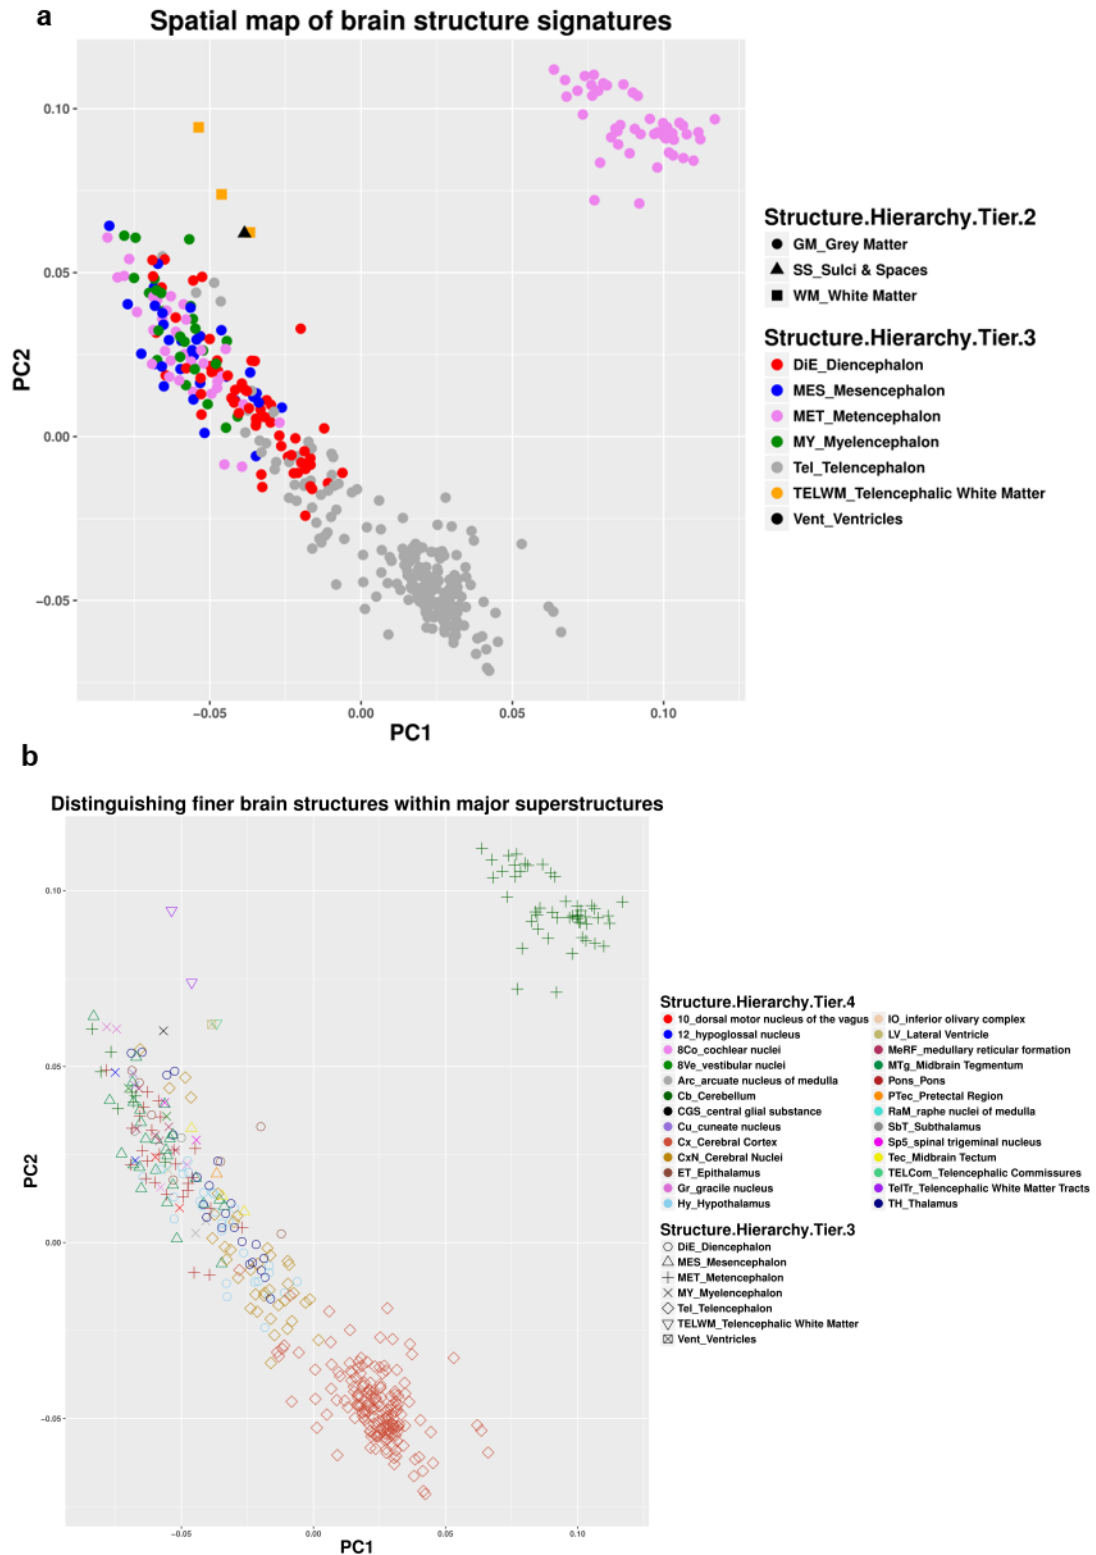 a
Spatial map of brain structure signatures
0.10
0.05
0.00
−0.05
PC2
−0.05
0.00
0.05
0.10
PC1
Structure.Hierarchy.Tier.2
GM_Grey Matter
SS_Sulci & Spaces
WM_White Matter
Structure.Hierarchy.Tier.3
DiE_Diencephalon
MES_Mesencephalon
MET_Metencephalon
MY_Myelencephalon
Tel_Telencephalon
TELWM_Telencephalic White Matter
Vent_Ventricles
b
Distinguishing finer brain structures within major superstructures
0.10
0.05
0.00
−0.05
PC2
−0.05
0.00
0.05
0.10
PC1
Structure.Hierarchy.Tier.4
10_dorsal motor nucleus of the vagus
12_hypoglossal nucleus
8Co_cochlear nuclei
8Ve_vestibular nuclei
Arc_arcuate nucleus of medulla
Cb_Cerebellum
CGS_central glial substance
Cu_cuneate nucleus
Cx_Cerebral Cortex
CxN_Cerebral Nuclei
ET_Epithalamus
Gr_gracile nucleus
Hy_Hypothalamus
IO_inferior olivary complex
LV_Lateral Ventricle
MeRF_medullary reticular formation
MTg_Midbrain Tegmentum
Pons_Pons
PTec_Pretectal Region
RaM_raphe nuclei of medulla
SbT_Subthalamus
Sp5_spinal trigeminal nucleus
Tec_Midbrain Tectum
TELCom_Telencephalic Commissures
TelTr_Telencephalic White Matter Tracts
TH_Thalamus
Structure.Hierarchy.Tier.3
DiE_Diencephalon
MES_Mesencephalon
MET_Metencephalon
MY_Myelencephalon
Tel_Telencephalon
TELWM_Telencephalic White Matter
Vent_Ventricles